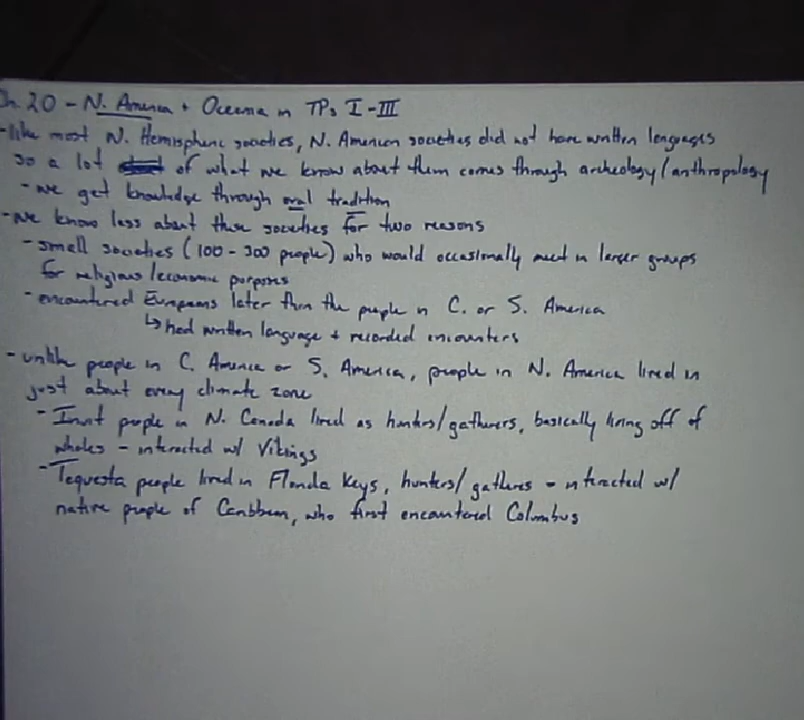 Ch. 20 - N. America + Oceania in TPs I-III
-like most N. Hemispheric societies, N. American societies did not have written languages
so a lot of what we know about them comes through archeology/anthropology
-we get knowledge through oral tradition
-we know less about these societies for two reasons
-small societies (100-300 people) who would occasionally meet in larger groups
for religious/economic purposes
-encountered Europeans later than the people in C. or S. America
↳had written language + recorded encounters
-unlike people in C. America or S. America, people in N. America lived in
just about every climate zone
-Inuit people in N. Canada lived as hunters/gatherers, basically living off of
whales - interacted w/ Vikings
-Tequesta people lived in Florida Keys, hunters/gatheres - interacted w/
native people of Caribbean, who first encountered Columbus